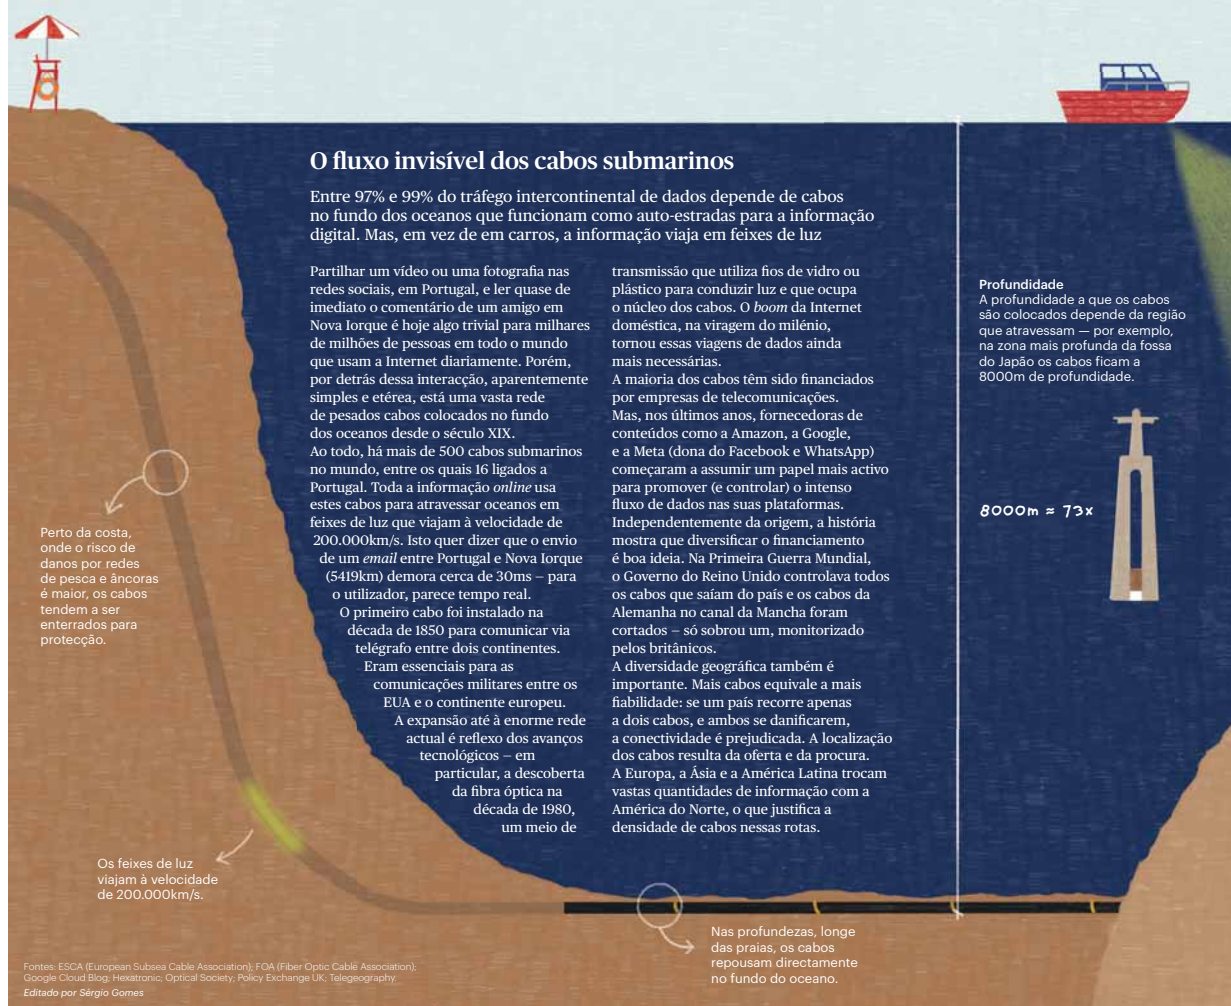 O fluxo invisível dos cabos submarinos
Entre 97% e 99% do tráfego intercontinental de dados depende de cabos
no fundo dos oceanos que funcionam como auto-estradas para a informação
digital. Mas, em vez de em carros, a informação viaja em feixes de luz
Partilhar um vídeo ou uma fotografia nas
redes sociais, em Portugal, e ler quase de
imediato o comentário de um amigo em
Nova Iorque é hoje algo trivial para milhares
de milhões de pessoas em todo o mundo
que usam a Internet diariamente. Porém,
por detrás dessa interacção, aparentemente
simples e etérea, está uma vasta rede
de pesados cabos colocados no fundo
dos oceanos desde o século XIX.
Ao todo, há mais de 500 cabos submarinos
no mundo, entre os quais 16 ligados a
Portugal. Toda a informação online usa
estes cabos para atravessar oceanos em
feixes de luz que viajam à velocidade de
200.000km/s. Isto quer dizer que o envio
de um email entre Portugal e Nova Iorque
(5419km) demora cerca de 30ms — para
o utilizador, parece tempo real.
O primeiro cabo foi instalado na
década de 1850 para comunicar via
telégrafo entre dois continentes.
Eram essenciais para as
comunicações militares entre os
EUA e o continente europeu.
A expansão até à enorme rede
actual é reflexo dos avanços
tecnológicos — em
particular, a descoberta
da fibra óptica na
década de 1980,
um meio de
transmissão que utiliza fios de vidro ou
plástico para conduzir luz e que ocupa
o núcleo dos cabos. O boom da Internet
doméstica, na viragem do milénio,
tornou essas viagens de dados ainda
mais necessárias.
A maioria dos cabos têm sido financiados
por empresas de telecomunicações.
Mas, nos últimos anos, fornecedoras de
conteúdos como a Amazon, a Google,
e a Meta (dona do Facebook e WhatsApp)
começaram a assumir um papel mais activo
para promover (e controlar) o intenso
fluxo de dados nas suas plataformas.
Independentemente da origem, a história
mostra que diversificar o financiamento
é boa ideia. Na Primeira Guerra Mundial,
o Governo do Reino Unido controlava todos
os cabos que saíam do país e os cabos da
Alemanha no canal da Mancha foram
cortados — só sobrou um, monitorizado
pelos britânicos.
A diversidade geográfica também é
importante. Mais cabos equivale a mais
fiabilidade: se um país recorre apenas
a dois cabos, e ambos se danificarem,
a conectividade é prejudicada. A localização
dos cabos resulta da oferta e da procura.
A Europa, a Ásia e a América Latina trocam
vastas quantidades de informação com a
América do Norte, o que justifica a
densidade de cabos nessas rotas.
Profundidade
A profundidade a que os cabos
são colocados depende da região
que atravessam — por exemplo,
na zona mais profunda da fossa
do Japão os cabos ficam a
8000m de profundidade.
8000m ≈ 73x
Perto da costa,
onde o risco de
danos por redes
de pesca e âncoras
é maior, os cabos
tendem a ser
enterrados para
protecção.
Os feixes de luz
viajam à velocidade
de 200.000km/s.
Nas profundezas, longe
das praias, os cabos
repousam directamente
no fundo do oceano.
Fontes: ESCA (European Subsea Cable Association); FOA (Fiber Optic Cable Association);
Google Cloud Blog; Hexatronic; Optical Society; Policy Exchange UK; Telegeography.
Editado por Sérgio Gomes